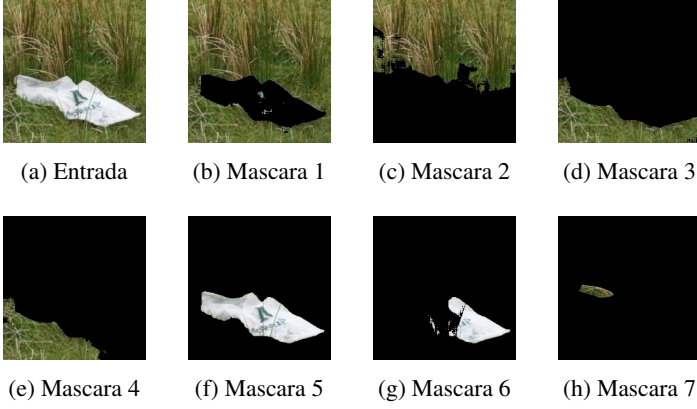 (a) Entrada
(b) Mascara 1
(c) Mascara 2
(d) Mascara 3
(e) Mascara 4
(f) Mascara 5
(g) Mascara 6
(h) Mascara 7